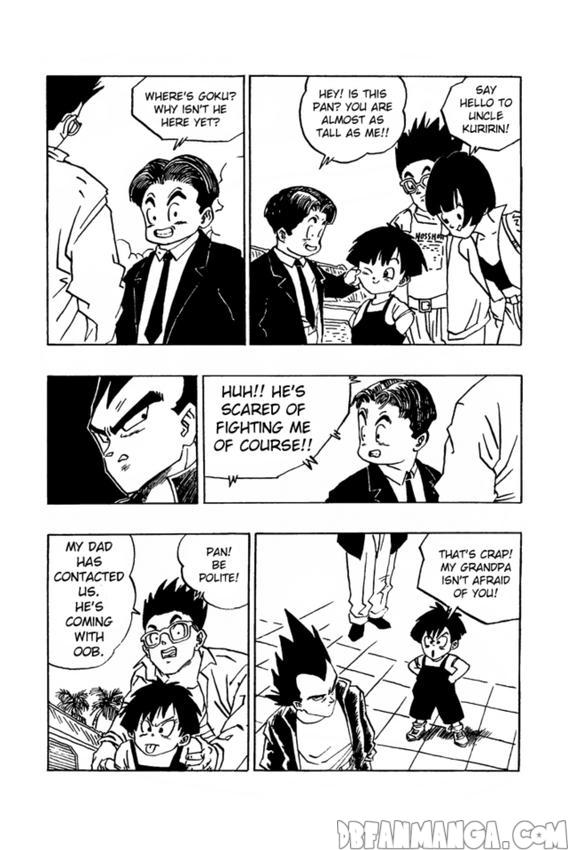 SAY
HELLO TO
UNCLE
KURIRIN!
HEY! IS THIS
PAN? YOU ARE
ALMOST AS
TALL AS ME!!
WHERE'S GOKU?
WHY ISN'T HE
HERE YET?
HUH!! HE'S
SCARED OF
FIGHTING ME
OF COURSE!!
THAT'S CRAP!
MY GRANDPA
ISN'T AFRAID
OF YOU!
PAN!
BE
POLITE!
MY DAD
HAS
CONTACTED
US.
HE'S
COMING
WITH
OOB.
DBFANMANGA.COM